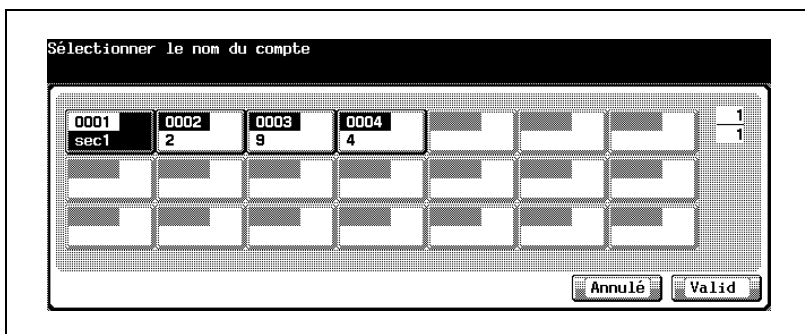 Sélectionner le nom du compte
0001 0002 0003 0004 1
sec1 2 9 4 1
Annulé Valid